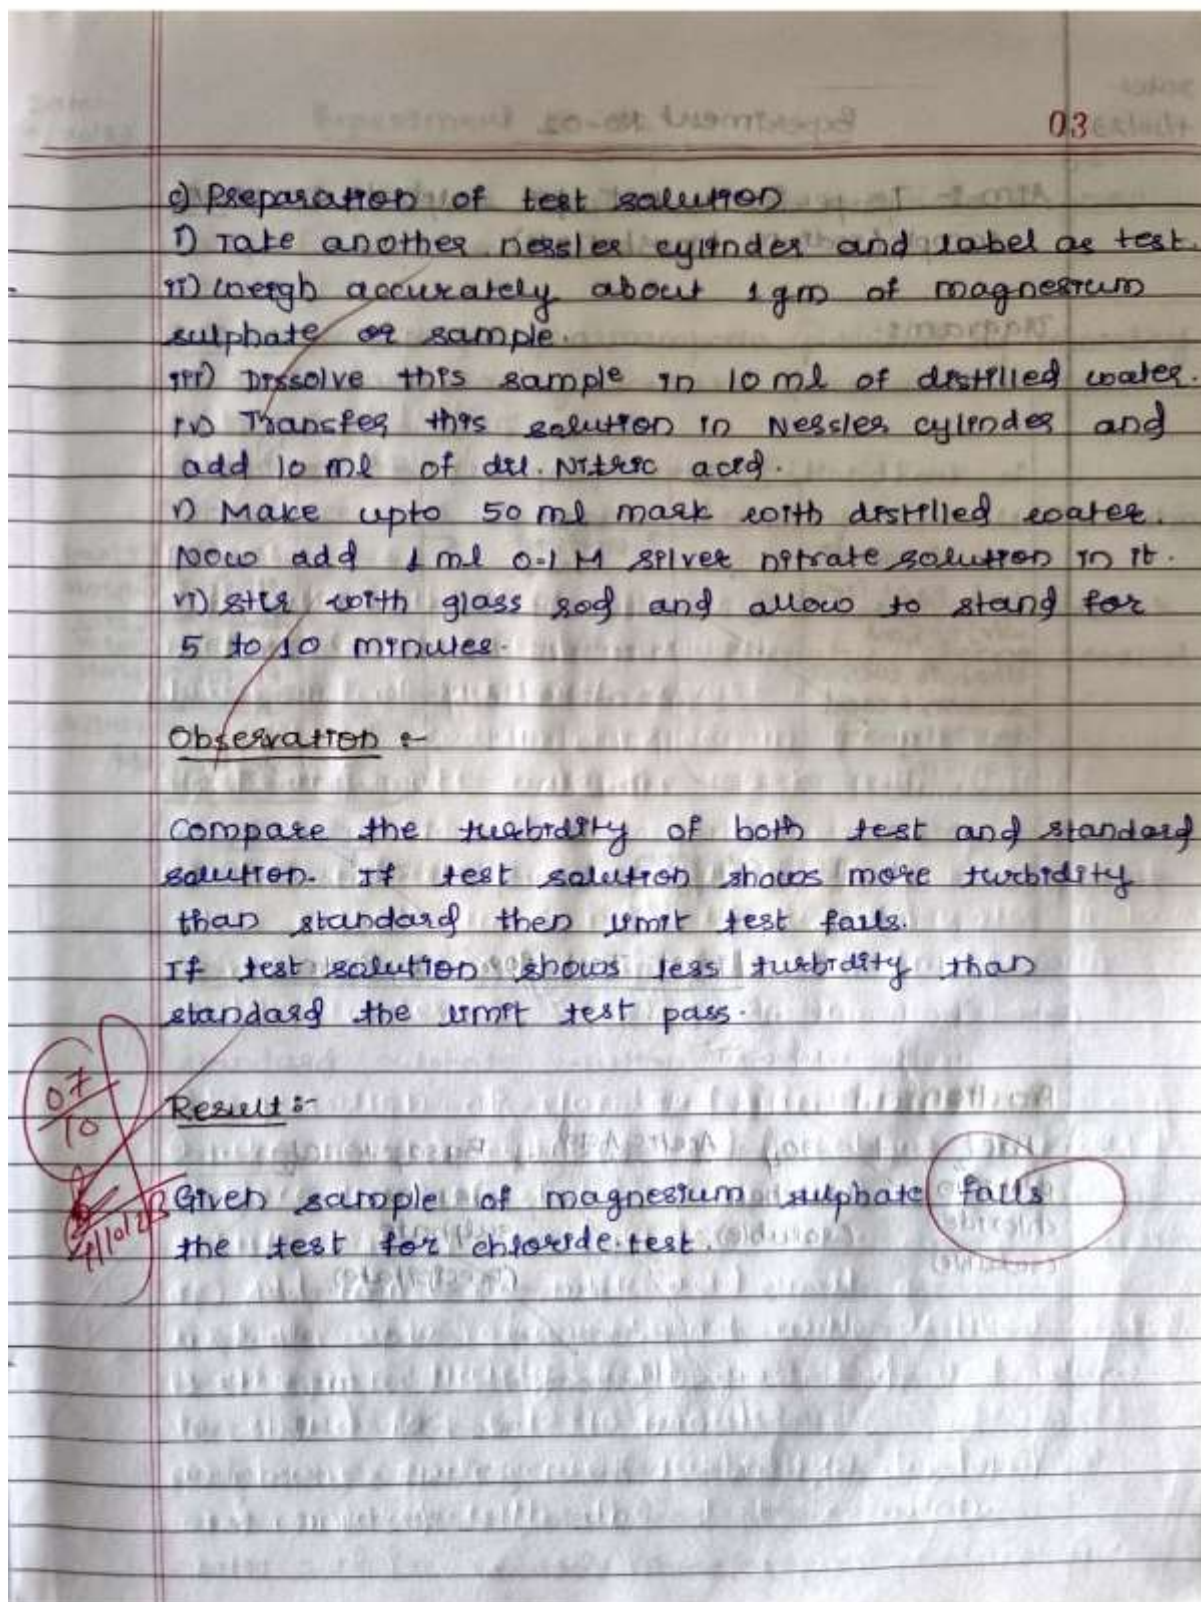 03
c) Preparation of test solution
i) Take another nessler cylinder and label as test.
ii) weigh accurately about 1 gm of magnesium
sulphate or sample.
iii) Dissolve this sample in 10 ml of distilled water.
iv) Transfer this solution in Nessler cylinder and
add 10 ml of dil. Nitric acid.
v) Make upto 50 ml mark with distilled water.
Now add 1 ml 0.1 M silver nitrate solution in it.
vi) stir with glass rod and allow to stand for
5 to 10 minutes.
Observation :-
Compare the turbidity of both test and standard
solution. If test solution shows more turbidity
than standard then limit test fails.
If test solution shows less turbidity than
standard the limit test pass.
07
10
Result :-
Given sample of magnesium sulphate fails
the test for chloride.test.